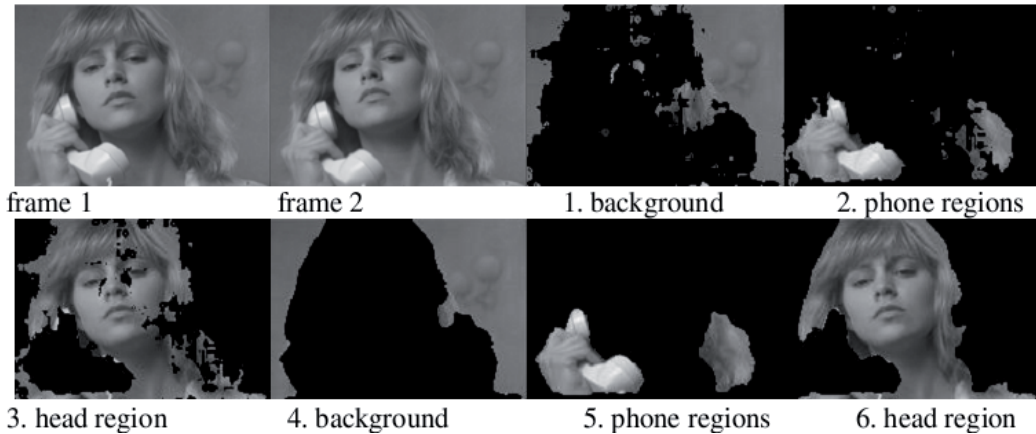 frame 1 frame 2 1. background 2. phone regions
3. head region 4. background 5. phone regions 6. head region